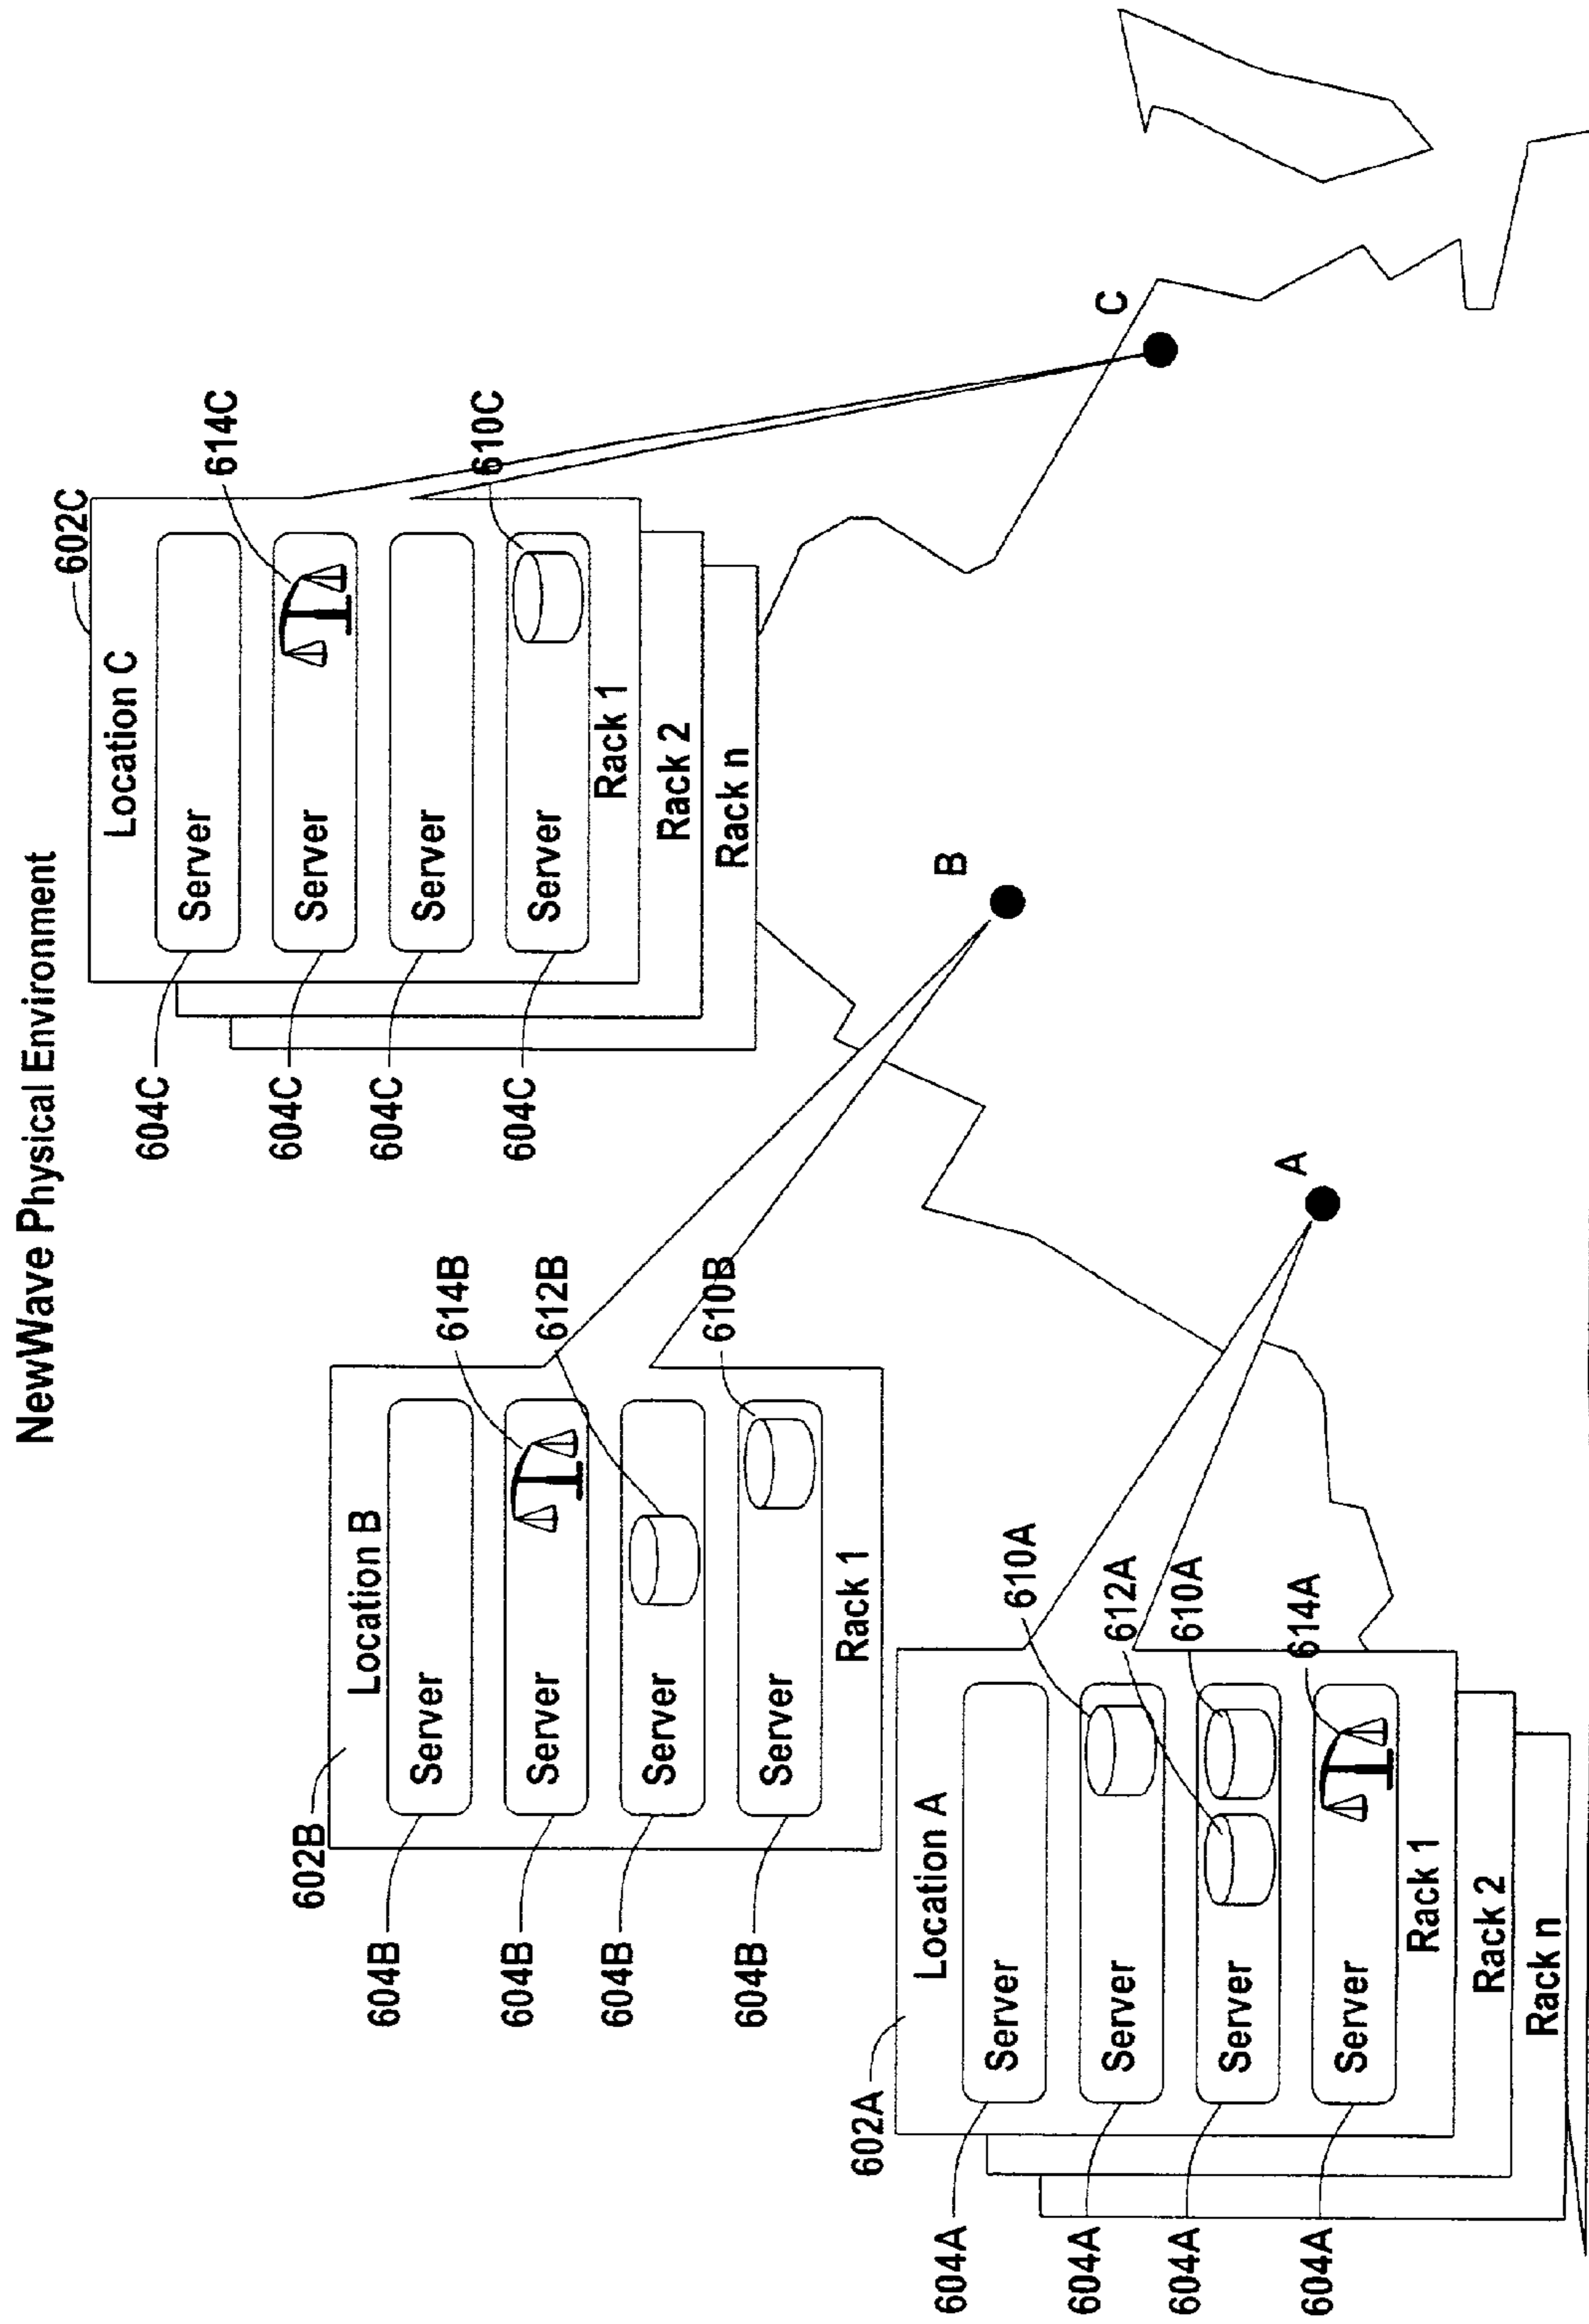 NewWave Physical Environment
602C
Location C
604C
Server
614C
604C
Server
604C
Server
610C
604C
Server
Rack 1
Rack 2
Rack n
C
602B
Location B
604B
Server
614B
604B
Server
612B
604B
Server
610B
604B
Server
Rack 1
B
602A
Location A
604A
Server
610A
604A
Server
612A
610A
604A
Server
614A
604A
Server
Rack 1
Rack 2
Rack n
A